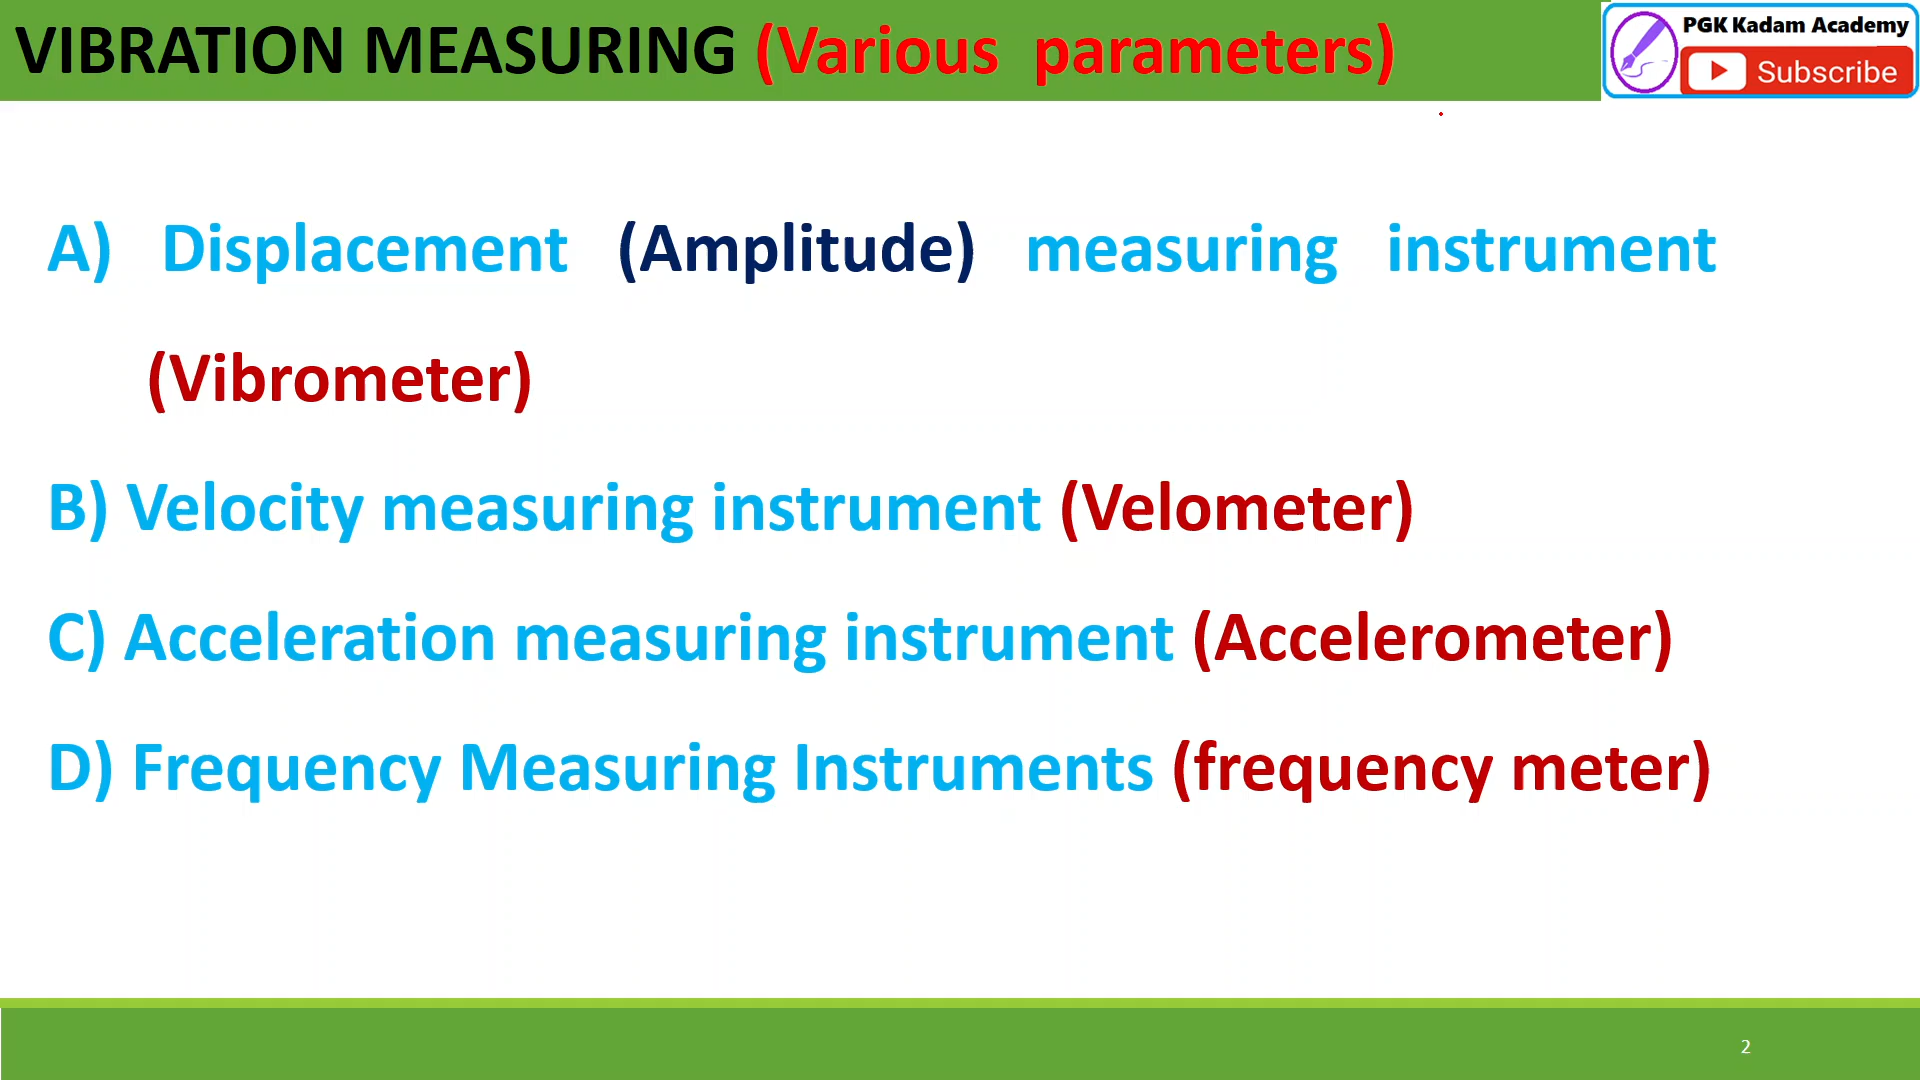 VIBRATION MEASURING (Various parameters)
PGK Kadam Academy
Subscribe
A) Displacement (Amplitude) measuring instrument
(Vibrometer)
B) Velocity measuring instrument (Velometer)
C) Acceleration measuring instrument (Accelerometer)
D) Frequency Measuring Instruments (frequency meter)
2